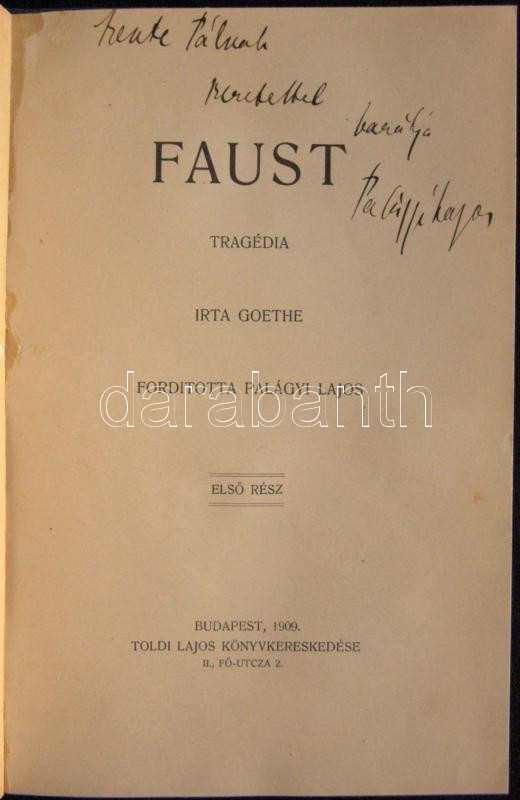 Szente Pálnak
szeretettel
barátja
Palágyi Lajos
FAUST
TRAGÉDIA
IRTA GOETHE
FORDITOTTA PALÁGYI LAJOS
darabanth
ELSŐ RÉSZ
BUDAPEST, 1909.
TOLDI LAJOS KÖNYVKERESKEDÉSE
II., FŐ-UTCZA 2.